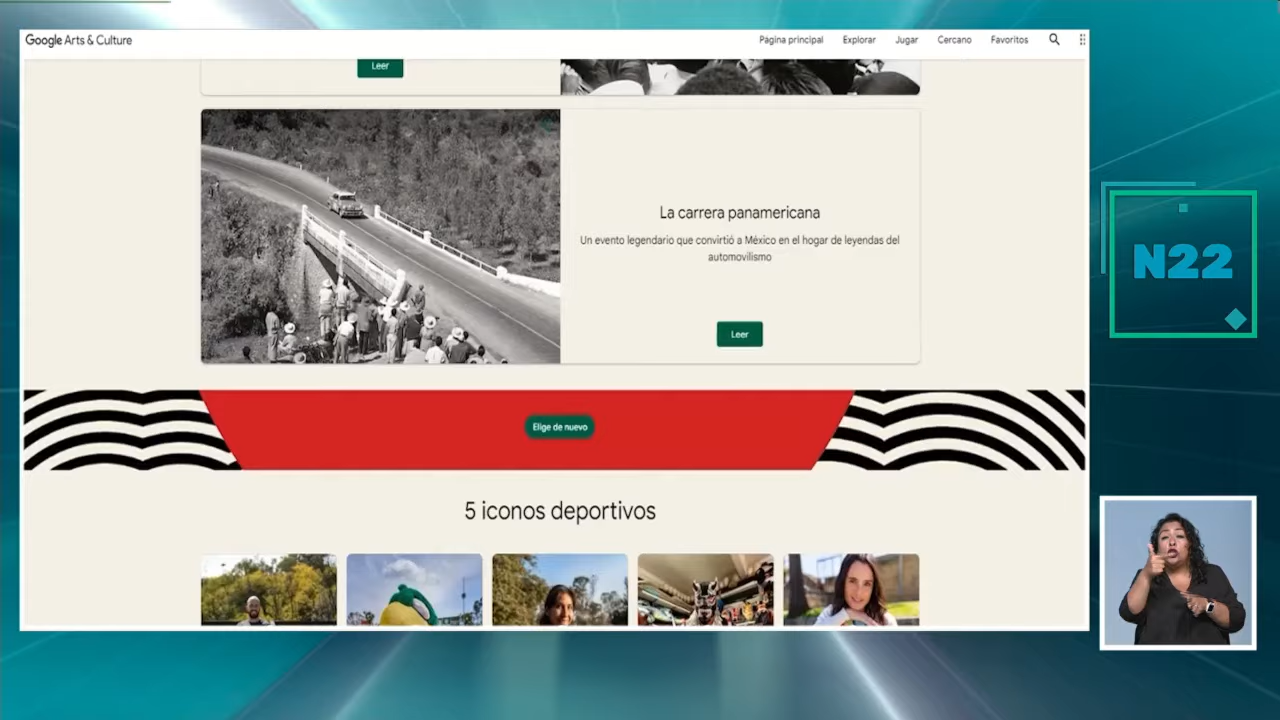 Google Arts & Culture
Página principal
Explorar
Jugar
Cercano
Favoritos
Leer
La carrera panamericana
Un evento legendario que convirtió a México en el hogar de leyendas del
automovilismo
Leer
Elige de nuevo
5 iconos deportivos
N22